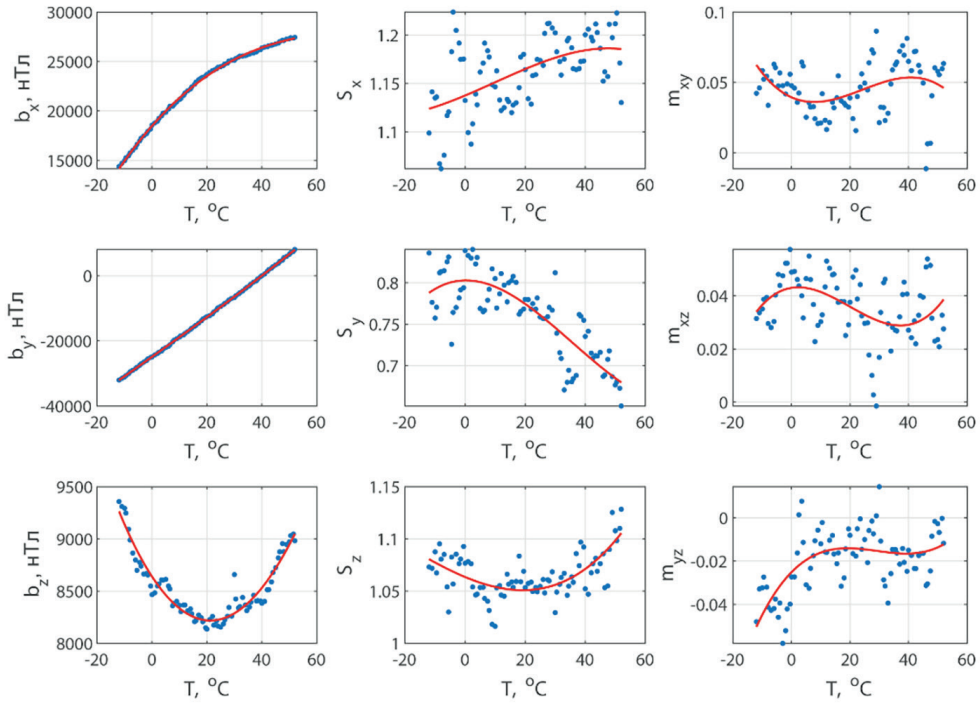 30000
25000
20000
15000
b_x, нТл
-20 0 20 40 60
T, °C
1.2
1.15
1.1
S_x
-20 0 20 40 60
T, °C
0.1
0.05
0
m_xy
-20 0 20 40 60
T, °C
0
-20000
-40000
b_y, нТл
-20 0 20 40 60
T, °C
0.8
0.75
0.7
S_y
-20 0 20 40 60
T, °C
0.04
0.02
0
m_xz
-20 0 20 40 60
T, °C
9500
9000
8500
8000
b_z, нТл
-20 0 20 40 60
T, °C
1.15
1.1
1.05
1
S_z
-20 0 20 40 60
T, °C
0
-0.02
-0.04
m_yz
-20 0 20 40 60
T, °C